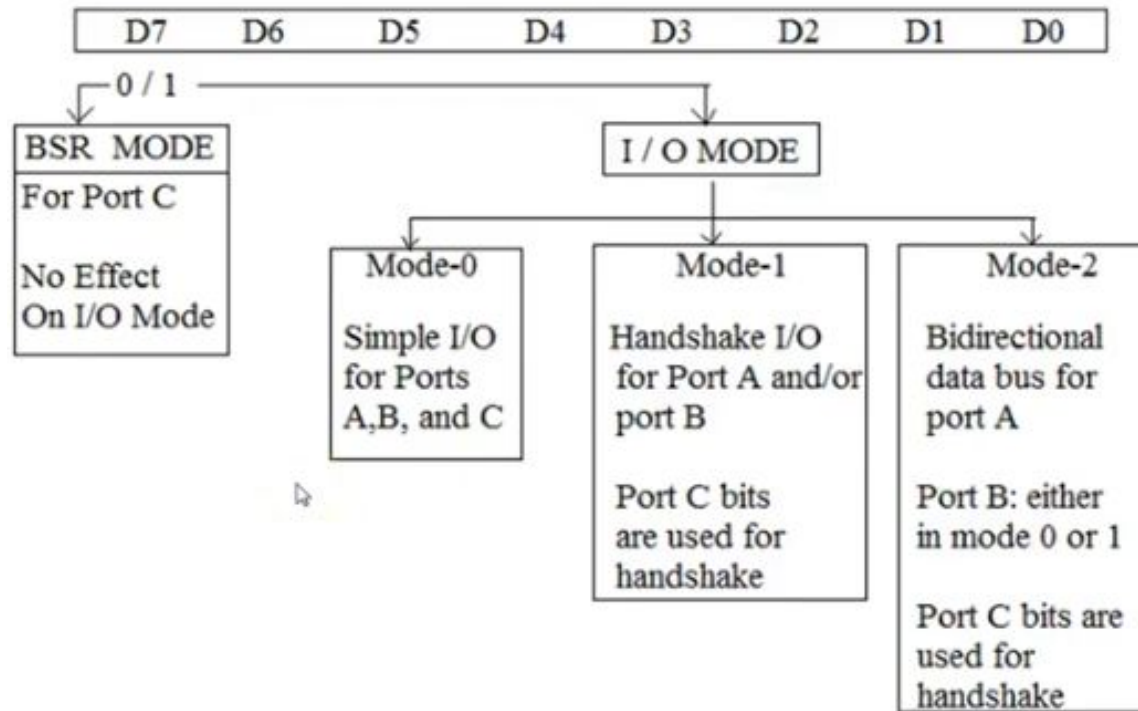 D7 D6 D5 D4 D3 D2 D1 D0
0 / 1
BSR MODE
For Port C
No Effect
On I/O Mode
I / O MODE
Mode-0
Simple I/O
for Ports
A,B, and C
Mode-1
Handshake I/O
for Port A and/or
port B
Port C bits
are used for
handshake
Mode-2
Bidirectional
data bus for
port A
Port B: either
in mode 0 or 1
Port C bits are
used for
handshake